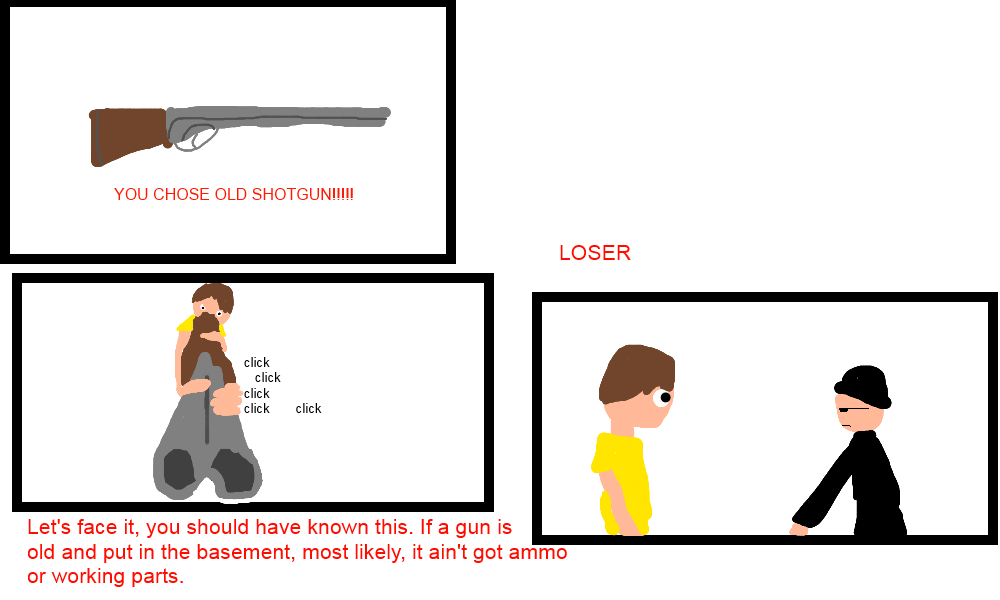 YOU CHOSE OLD SHOTGUN!!!!!
LOSER
click
click
click
click click
Let's face it, you should have known this. If a gun is
old and put in the basement, most likely, it ain't got ammo
or working parts.